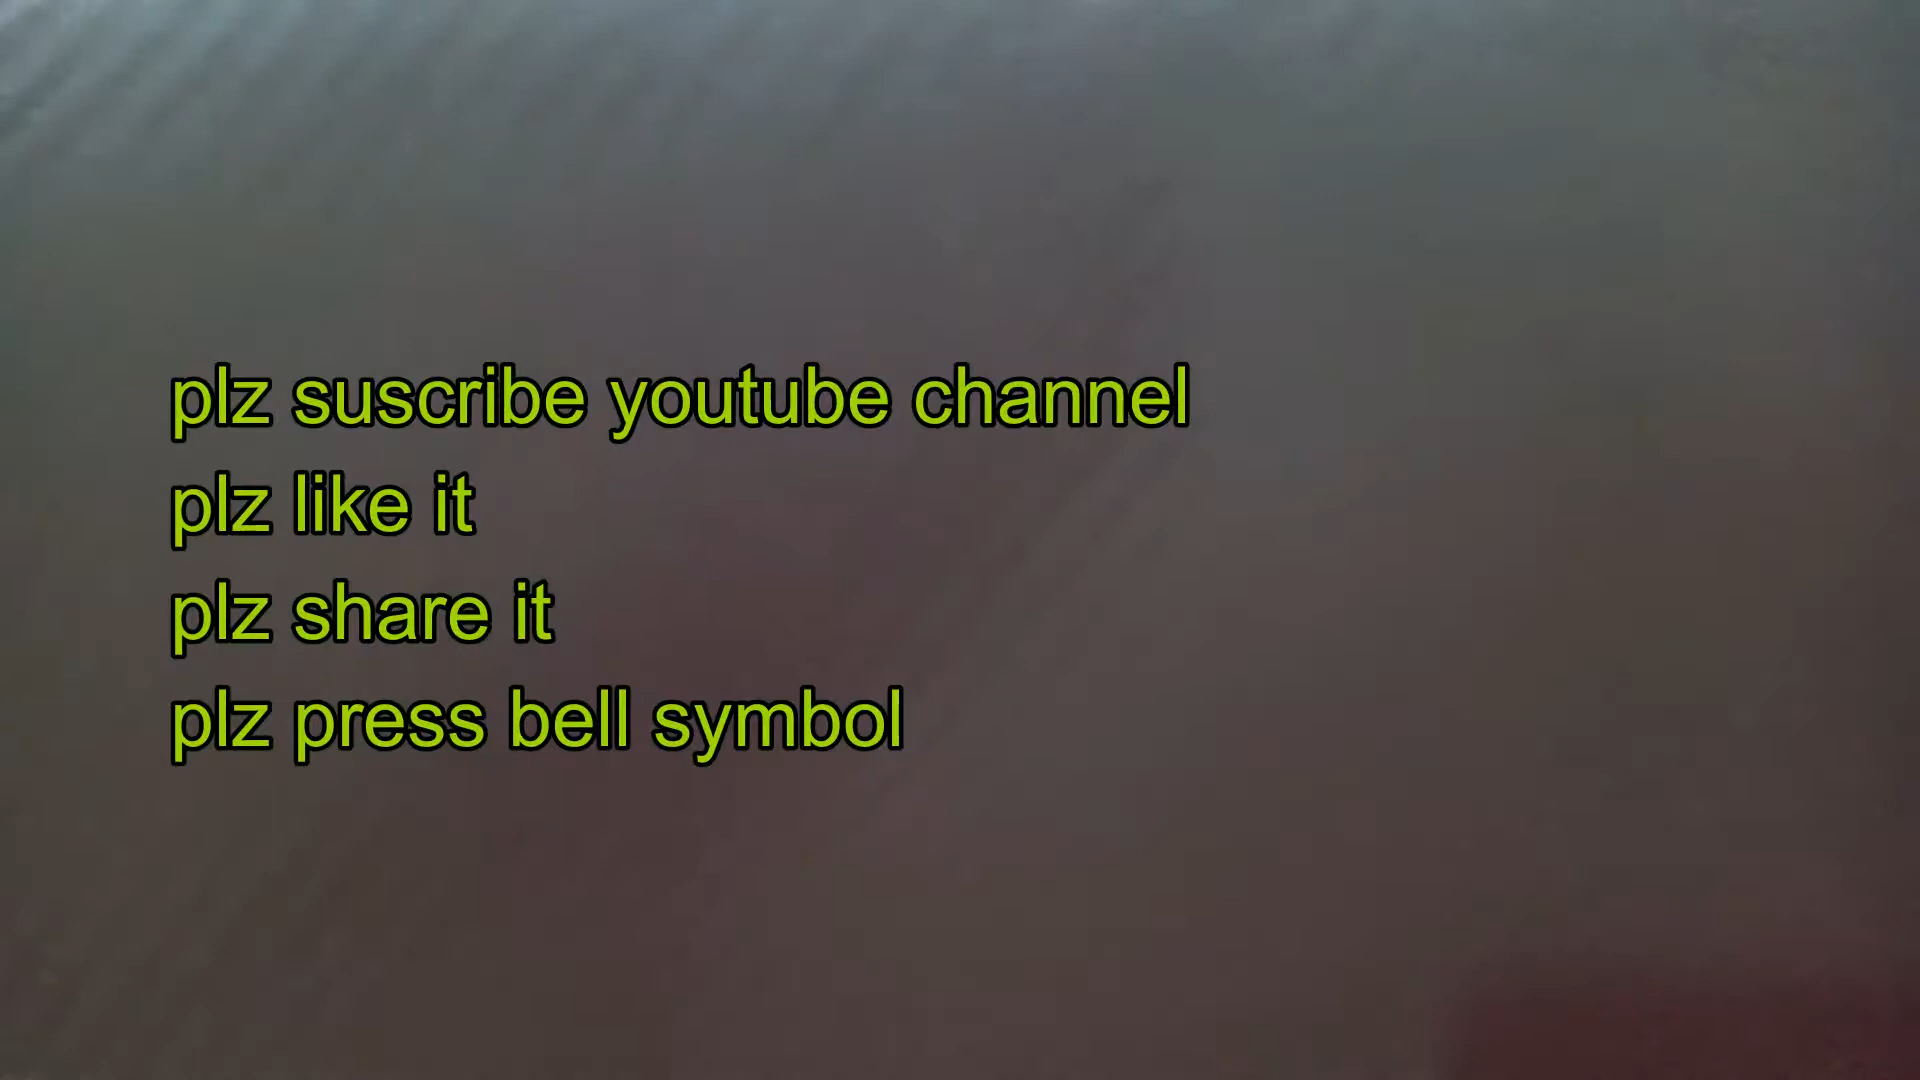 plz suscribe youtube channel
plz like it
plz share it
plz press bell symbol